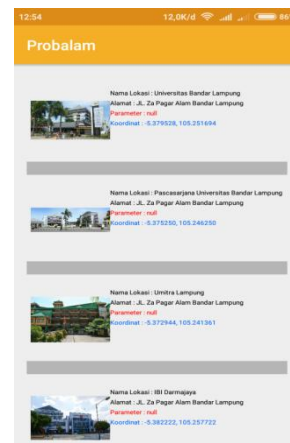 12:54
12,0K/d
86
Probalam
Nama Lokasi : Universitas Bandar Lampung
Alamat : JL. Za Pagar Alam Bandar Lampung
Parameter : null
Koordinat : -5.379528, 105.251694
Nama Lokasi : Pascasarjana Universitas Bandar Lampung
Alamat : JL. Za Pagar Alam Bandar Lampung
Parameter : null
Koordinat : -5.375250, 105.246250
Nama Lokasi : Umitra Lampung
Alamat : JL. Za Pagar Alam Bandar Lampung
Parameter : null
Koordinat : -5.372944, 105.241361
Nama Lokasi : IBI Darmajaya
Alamat : JL. Za Pagar Alam Bandar Lampung
Parameter : null
Koordinat : -5.382222, 105.257722